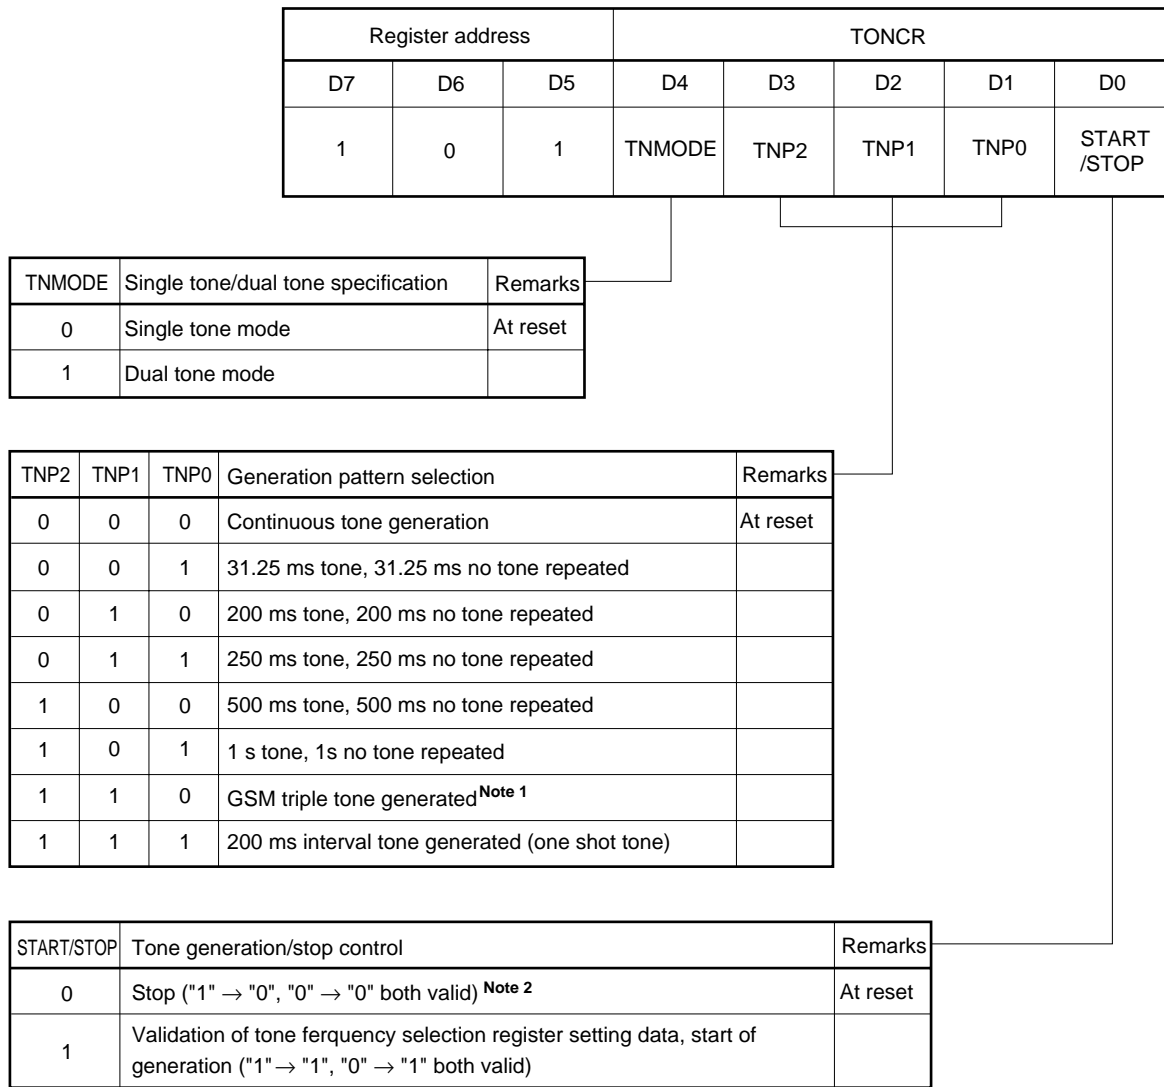 Register address TONCR
D7 D6 D5 D4 D3 D2 D1 D0
1 0 1 TNMODE TNP2 TNP1 TNP0 START
/STOP
TNMODE Single tone/dual tone specification Remarks
0 Single tone mode At reset
1 Dual tone mode
TNP2 TNP1 TNP0 Generation pattern selection Remarks
0 0 0 Continuous tone generation At reset
0 0 1 31.25 ms tone, 31.25 ms no tone repeated
0 1 0 200 ms tone, 200 ms no tone repeated
0 1 1 250 ms tone, 250 ms no tone repeated
1 0 0 500 ms tone, 500 ms no tone repeated
1 0 1 1 s tone, 1s no tone repeated
1 1 0 GSM triple tone generated Note 1
1 1 1 200 ms interval tone generated (one shot tone)
START/STOP Tone generation/stop control Remarks
0 Stop ("1" → "0", "0" → "0" both valid) Note 2 At reset
1 Validation of tone ferquency selection register setting data, start of
generation ("1"→ "1", "0" → "1" both valid)